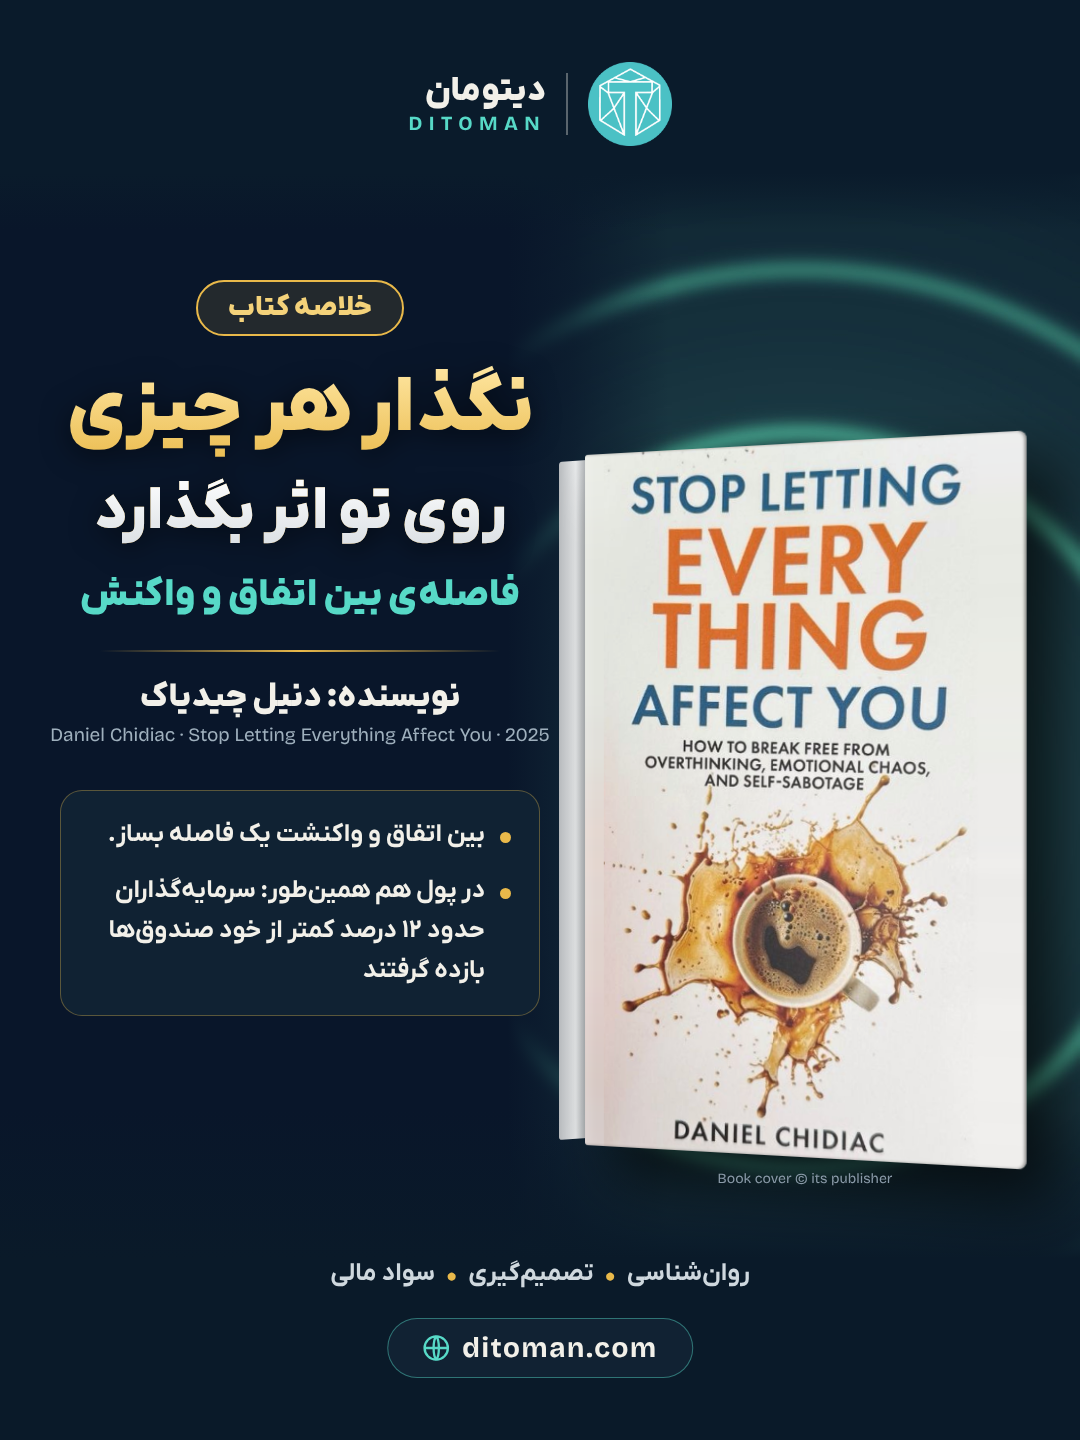 دیتومان
DITOMAN
خلاصه کتاب
نگذار هر چیزی
روی تو اثر بگذارد
فاصله‌ی بین اتفاق و واکنش
نویسنده: دنیل چیدیاک
Daniel Chidiac · Stop Letting Everything Affect You · 2025
بین اتفاق و واکنشت یک فاصله بساز.
در پول هم همین‌طور: سرمایه‌گذاران
حدود ۱۲ درصد کمتر از خود صندوق‌ها
بازده گرفتند
STOP LETTING
EVERY
THING
AFFECT YOU
HOW TO BREAK FREE FROM
OVERTHINKING, EMOTIONAL CHAOS,
AND SELF-SABOTAGE
DANIEL CHIDIAC
Book cover © its publisher
روان‌شناسی • تصمیم‌گیری • سواد مالی
ditoman.com